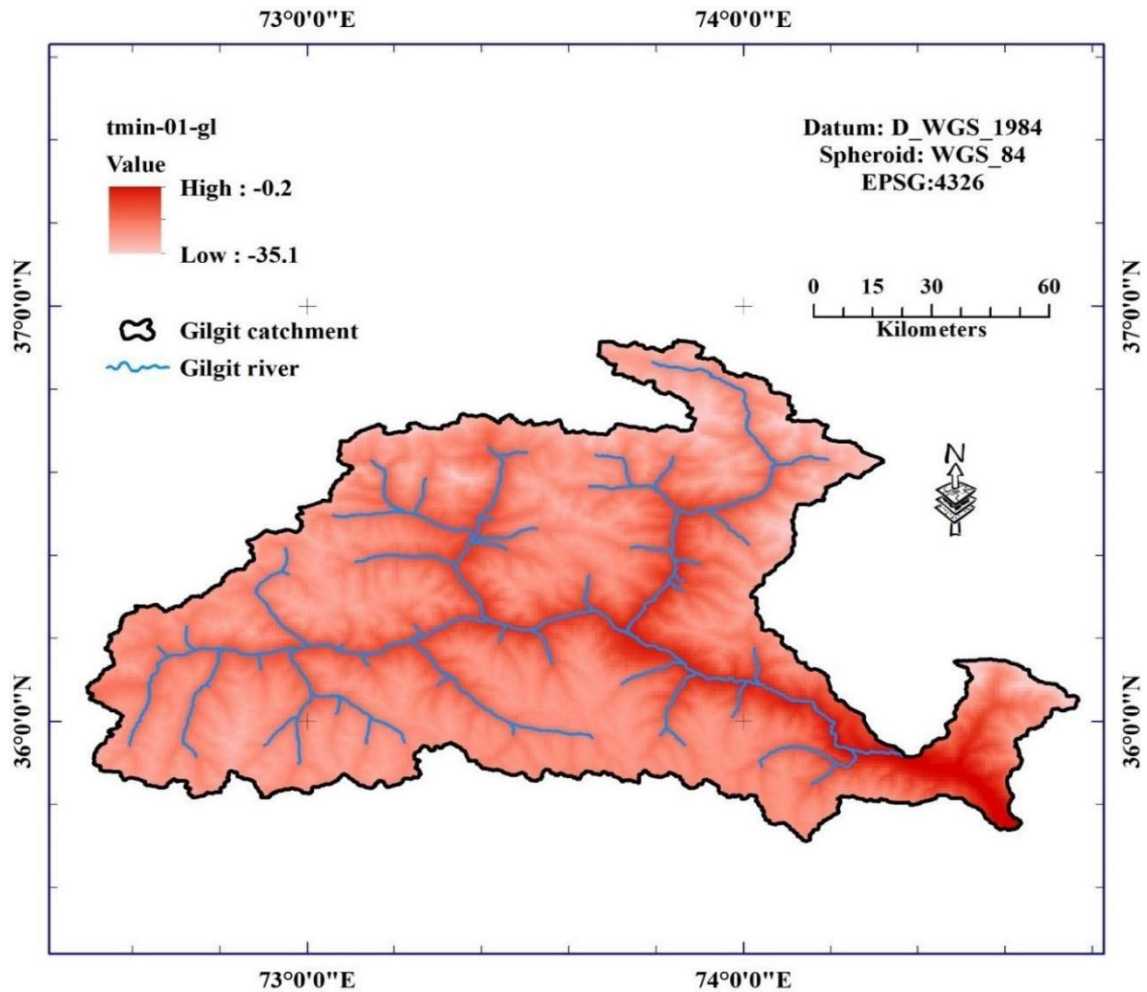 73°0'0"E 74°0'0"E
tmin-01-gl
Value
High : -0.2
Low : -35.1
Datum: D_WGS_1984
Spheroid: WGS_84
EPSG:4326
0 15 30 60
Kilometers
37°0'0"N 37°0'0"N
Gilgit catchment
Gilgit river
N
36°0'0"N 36°0'0"N
73°0'0"E 74°0'0"E